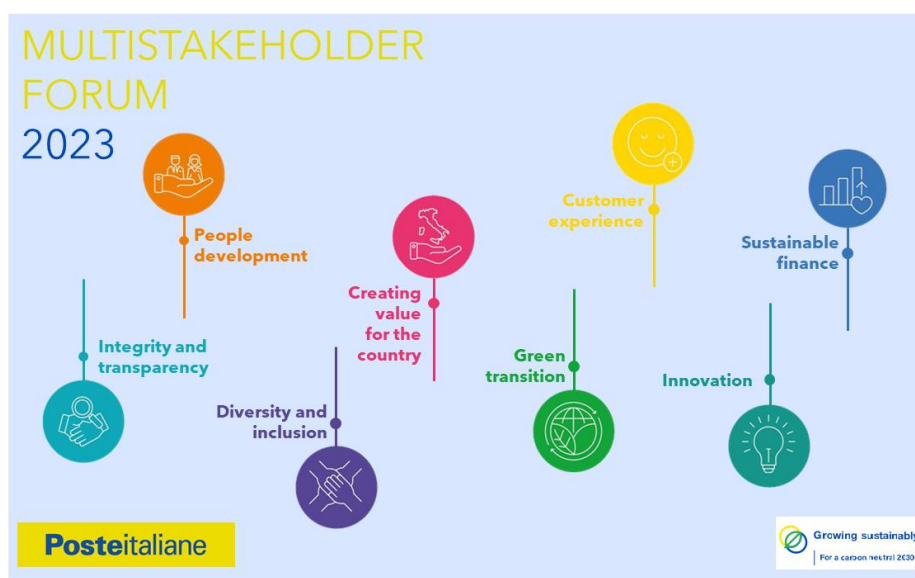 MULTISTAKEHOLDER
FORUM
2023
People
development
Customer
experience
Sustainable
finance
Creating
value
for the
country
Integrity and
transparency
Green
transition
Innovation
Diversity and
inclusion
Posteitaliane
Growing sustainably
For a carbon neutral 2030